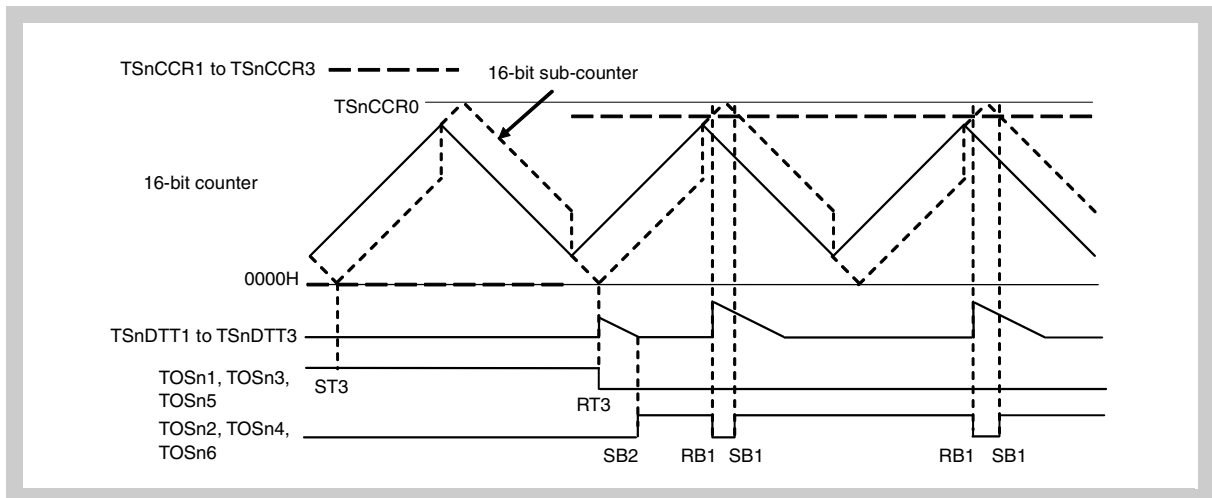 TSnCCR1 to TSnCCR3
16-bit sub-counter
TSnCCR0
16-bit counter
0000H
TSnDTT1 to TSnDTT3
TOSn1, TOSn3,
TOSn5
ST3
RT3
TOSn2, TOSn4,
TOSn6
SB2
RB1
SB1
RB1
SB1